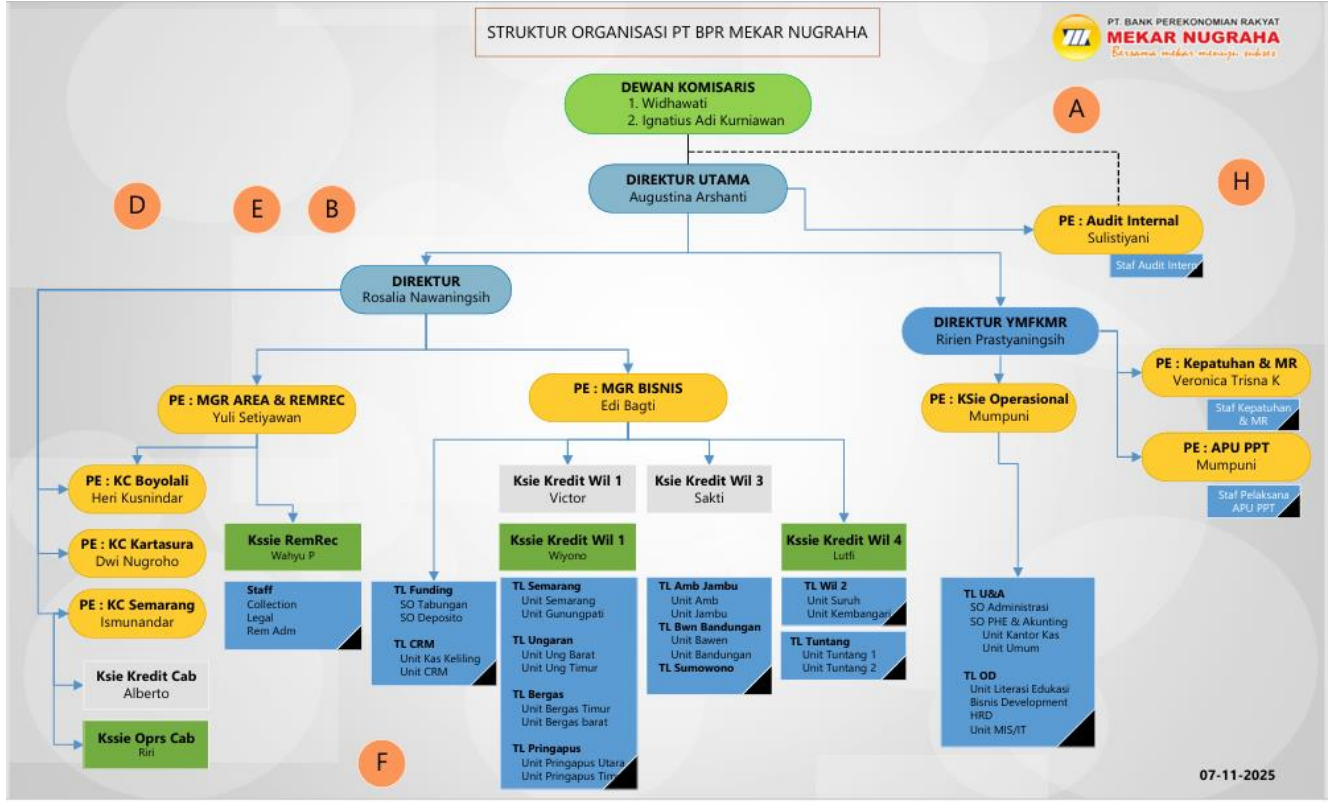 STRUKTUR ORGANISASI PT BPR MEKAR NUGRAHA
PT. BANK PEREKONOMIAN RAKYAT
MEKAR NUGRAHA
Bersama mekar menuju sukses
DEWAN KOMISARIS
1. Widhawati
2. Ignatius Adi Kurniawan
A
DIREKTUR UTAMA
Augustina Arshanti
H
D
E
B
PE : Audit Internal
Sulistiyani
Staf Audit Intern
DIREKTUR
Rosalia Nawaningsih
DIREKTUR YMFKMR
Ririen Prastyaningsih
PE : Kepatuhan & MR
Veronica Trisna K
Staf Kepatuhan
& MR
PE : MGR AREA & REMREC
Yuli Setiyawan
PE : MGR BISNIS
Edi Bagti
PE : KSie Operasional
Mumpuni
PE : APU PPT
Mumpuni
Staf Pelaksana
APU PPT
PE : KC Boyolali
Heri Kusnindar
Ksie Kredit Wil 1
Victor
Ksie Kredit Wil 3
Sakti
PE : KC Kartasura
Dwi Nugroho
Kssie RemRec
Wahyu P
Kssie Kredit Wil 1
Wiyono
Kssie Kredit Wil 4
Lutfi
PE : KC Semarang
Ismunandar
Staff
Collection
Legal
Rem Adm
TL Funding
SO Tabungan
SO Deposito
TL CRM
Unit Kas Keliling
Unit CRM
TL Semarang
Unit Semarang
Unit Gunungpati
TL Ungaran
Unit Ung Barat
Unit Ung Timur
TL Bergas
Unit Bergas Timur
Unit Bergas barat
TL Pringapus
Unit Pringapus Utara
Unit Pringapus Tim
TL Amb Jambu
Unit Amb
Unit Jambu
TL Bwn Bandungan
Unit Bawen
Unit Bandungan
TL Sumowono
TL Wil 2
Unit Suruh
Unit Kembangari
TL Tuntang
Unit Tuntang 1
Unit Tuntang 2
TL U&A
SO Administrasi
SO PHE & Akunting
Unit Kantor Kas
Unit Umum
TL OD
Unit Literasi Edukasi
Bisnis Development
HRD
Unit MIS/IT
Ksie Kredit Cab
Alberto
Kssie Oprs Cab
Riri
F
07-11-2025